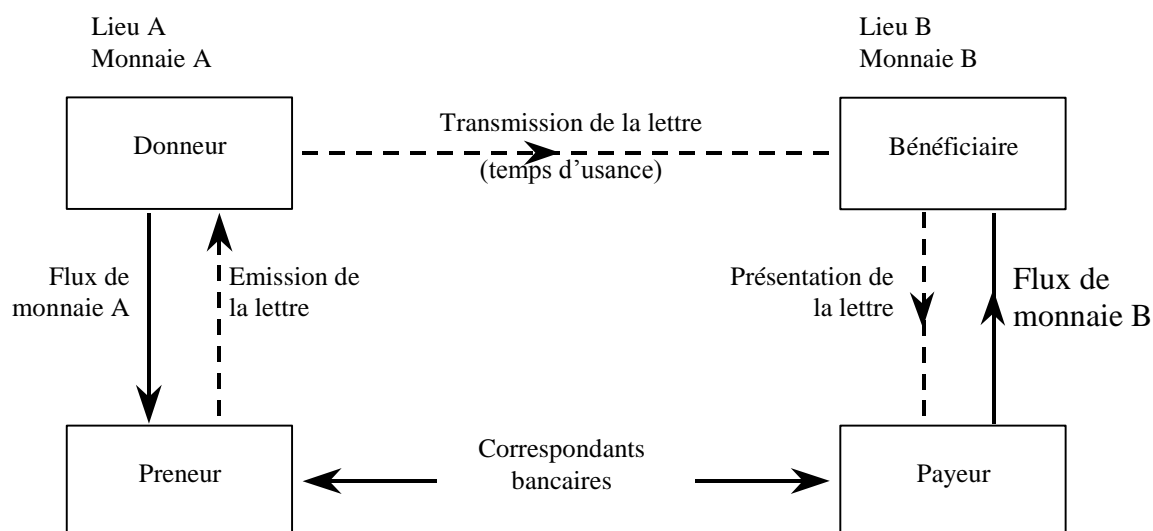 Lieu A
Monnaie A
Lieu B
Monnaie B
Donneur
Transmission de la lettre
(temps d’usance)
Bénéficiaire
Flux de
monnaie A
Emission de
la lettre
Présentation de
la lettre
Flux de
monnaie B
Preneur
Correspondants
bancaires
Payeur